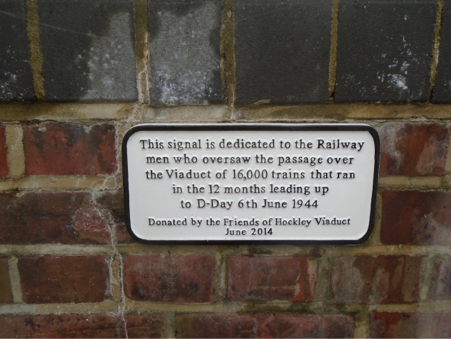 This signal is dedicated to the Railway
men who oversaw the passage over
the Viaduct of 16,000 trains that ran
in the 12 months leading up
to D-Day 6th June 1944
Donated by the Friends of Hockley Viaduct
June 2014